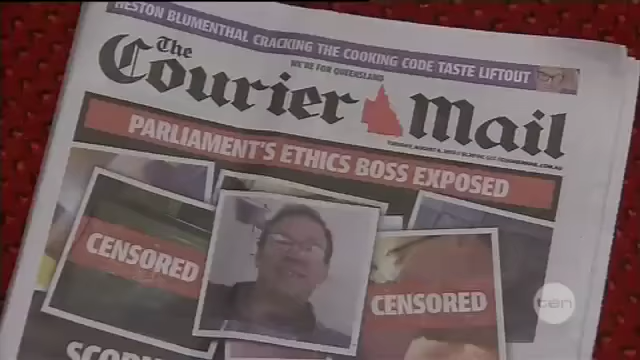 HESTON BLUMENTHAL CRACKING THE COOKING CODE TASTE LIFTOUT
The
WE'RE FOR QUEENSLAND
Courier Mail
PARLIAMENT'S ETHICS BOSS EXPOSED
CENSORED
CENSORED
ten